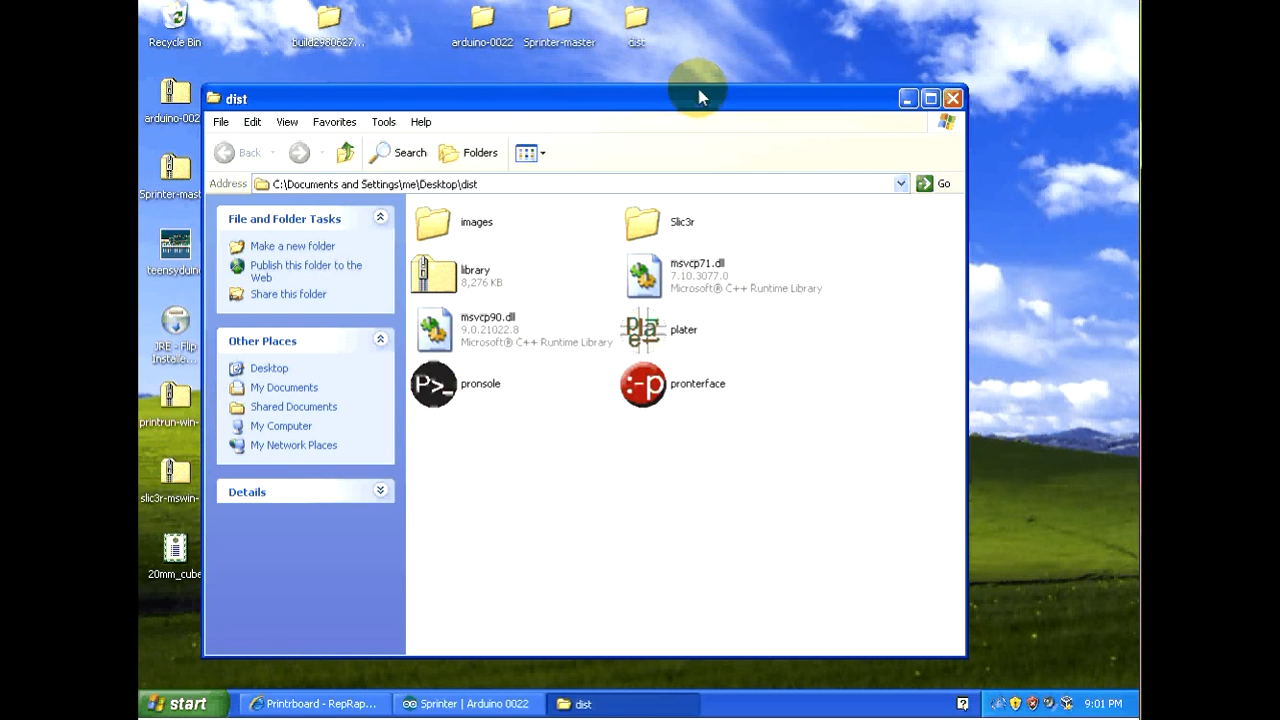 Recycle Bin
build2980627...
arduino-0022
Sprinter-master
dist
arduino-002
Sprinter-mast
teensyduin
JRE - Flip
Installe...
printrun-win-
slic3r-mswin-
20mm_cube
dist
File Edit View Favorites Tools Help
Back Search Folders
Address C:\Documents and Settings\me\Desktop\dist Go
File and Folder Tasks
Make a new folder
Publish this folder to the
Web
Share this folder
Other Places
Desktop
My Documents
Shared Documents
My Computer
My Network Places
Details
images
Slic3r
library
8,276 KB
msvcp71.dll
7.10.3077.0
Microsoft® C++ Runtime Library
msvcp90.dll
9.0.21022.8
Microsoft® C++ Runtime Library
plater
P>_ pronsole
:-p pronterface
start Printrboard - RepRap... Sprinter | Arduino 0022 dist 9:01 PM